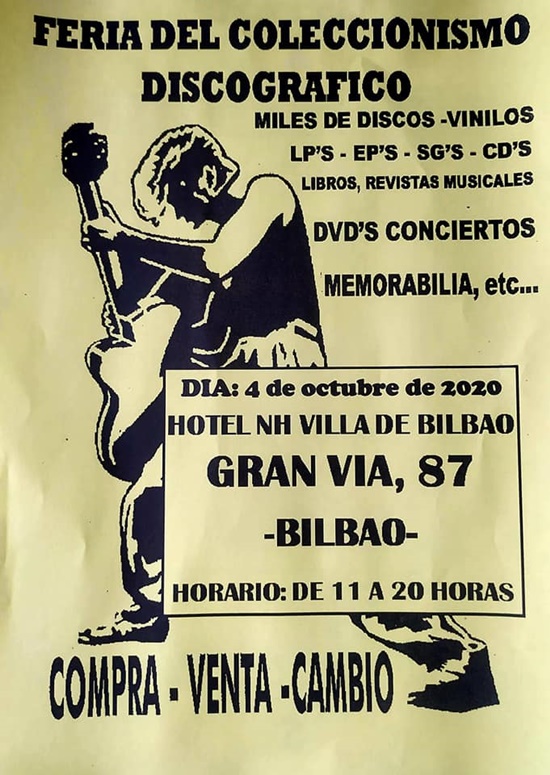 FERIA DEL COLECCIONISMO
DISCOGRAFICO
MILES DE DISCOS -VINILOS
LP'S - EP'S - SG'S - CD'S
LIBROS, REVISTAS MUSICALES
DVD'S CONCIERTOS
MEMORABILIA, etc...
DIA: 4 de octubre de 2020
HOTEL NH VILLA DE BILBAO
GRAN VIA, 87
-BILBAO-
HORARIO: DE 11 A 20 HORAS
COMPRA - VENTA -CAMBIO